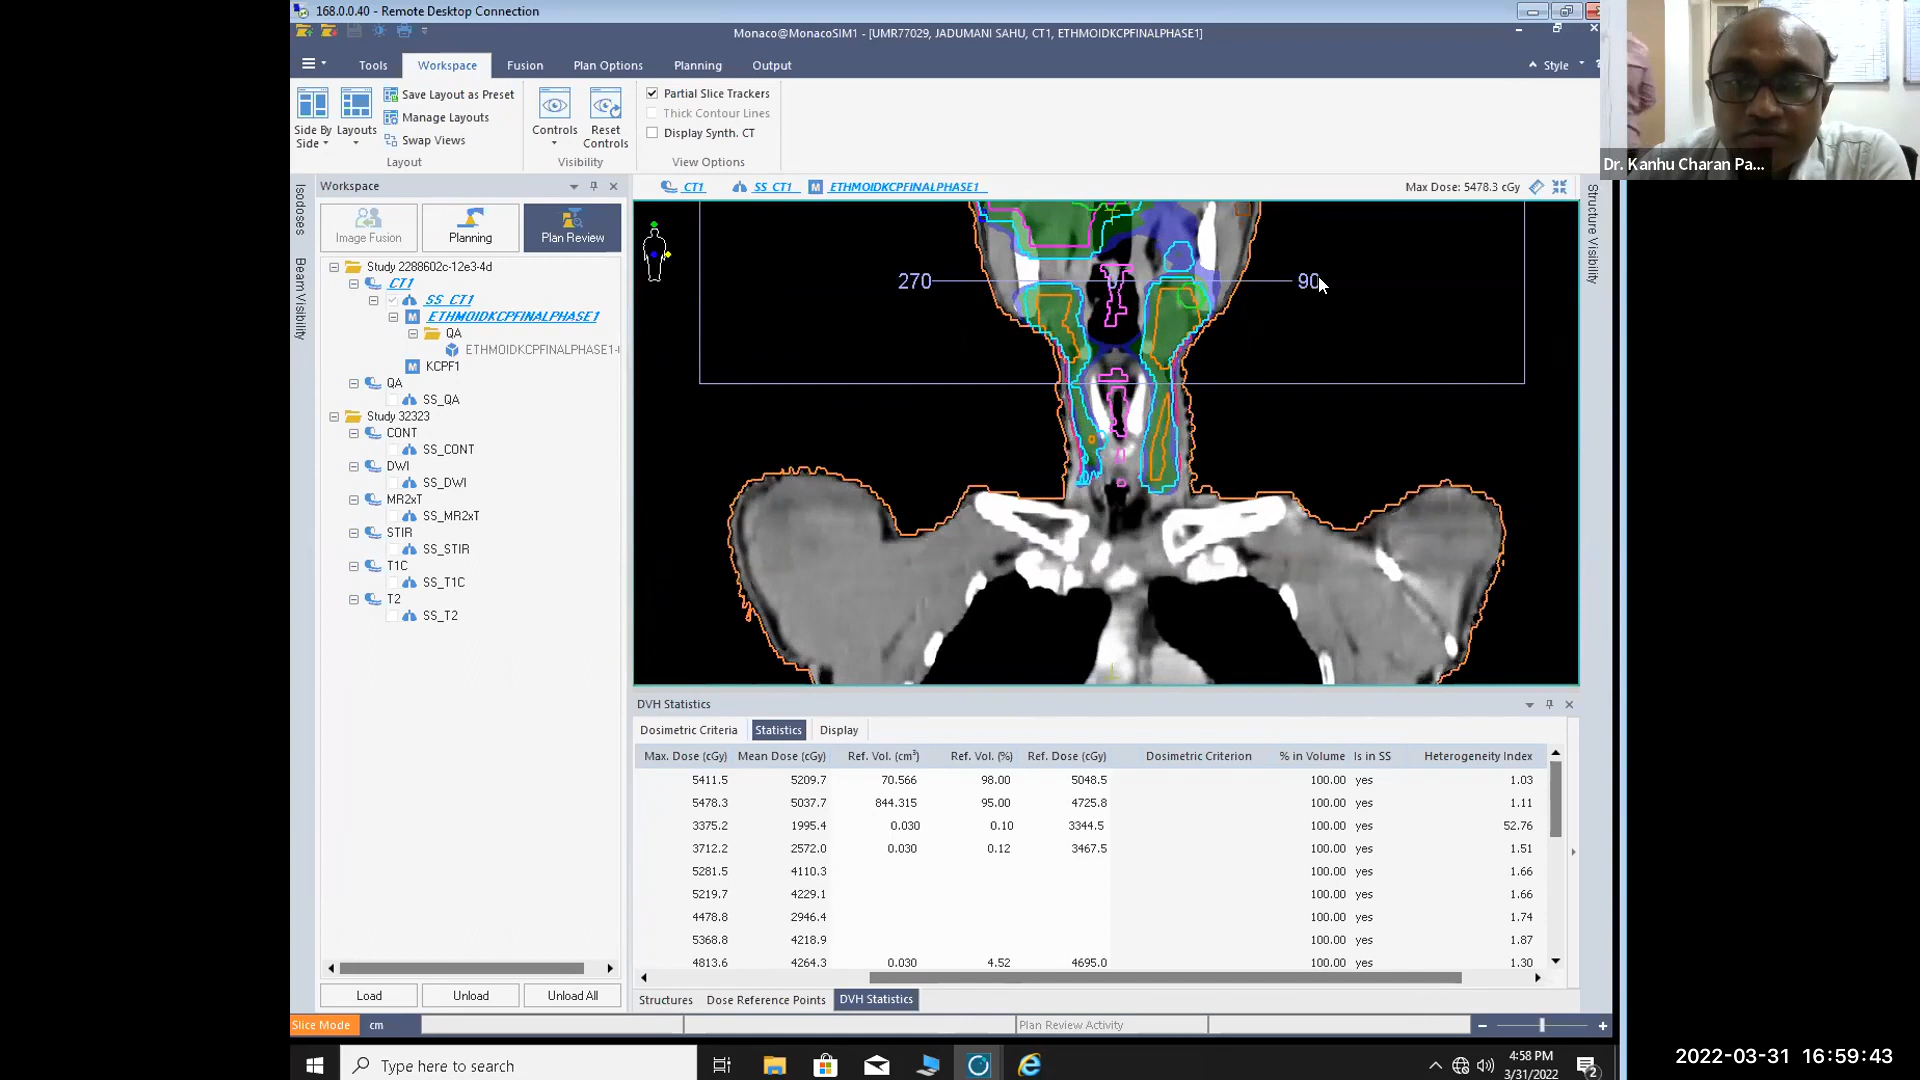 168.0.0.40 - Remote Desktop Connection
Monaco@MonacoSIM1 - [UMR77029, JADUMANI SAHU, CT1, ETHMOIDKCPFINALPHASE1]
Tools Workspace Fusion Plan Options Planning Output Style
Side By Side Layouts
Save Layout as Preset
Manage Layouts
Swap Views
Layout
Controls Reset Controls
Visibility
Partial Slice Trackers
Thick Contour Lines
Display Synth. CT
View Options
Dr. Kanhu Charan Pa...
Isodoses
Beam Visibility
Workspace
Image Fusion Planning Plan Review
Study 2288602c-12e3-4d
CT1
SS_CT1
ETHMOIDKCPFINALPHASE1
QA
ETHMOIDKCPFINALPHASE1-
KCPF1
QA
SS_QA
Study 32323
CONT
SS_CONT
DWI
SS_DWI
MR2xT
SS_MR2xT
STIR
SS_STIR
T1C
SS_T1C
T2
SS_T2
Load Unload Unload All
CT1 SS_CT1 ETHMOIDKCPFINALPHASE1 Max Dose: 5478.3 cGy
Structure Visibility
270 0 90
DVH Statistics
Dosimetric Criteria Statistics Display
Max. Dose (cGy) Mean Dose (cGy) Ref. Vol. (cm³) Ref. Vol. (%) Ref. Dose (cGy) Dosimetric Criterion % in Volume Is in SS Heterogeneity Index
5411.5 5209.7 70.566 98.00 5048.5 100.00 yes 1.03
5478.3 5037.7 844.315 95.00 4725.8 100.00 yes 1.11
3375.2 1995.4 0.030 0.10 3344.5 100.00 yes 52.76
3712.2 2572.0 0.030 0.12 3467.5 100.00 yes 1.51
5281.5 4110.3 100.00 yes 1.66
5219.7 4229.1 100.00 yes 1.66
4478.8 2946.4 100.00 yes 1.74
5368.8 4218.9 100.00 yes 1.87
4813.6 4264.3 0.030 4.52 4695.0 100.00 yes 1.30
Structures Dose Reference Points DVH Statistics
Slice Mode cm Plan Review Activity
Type here to search
4:58 PM
3/31/2022
2
2022-03-31 16:59:43